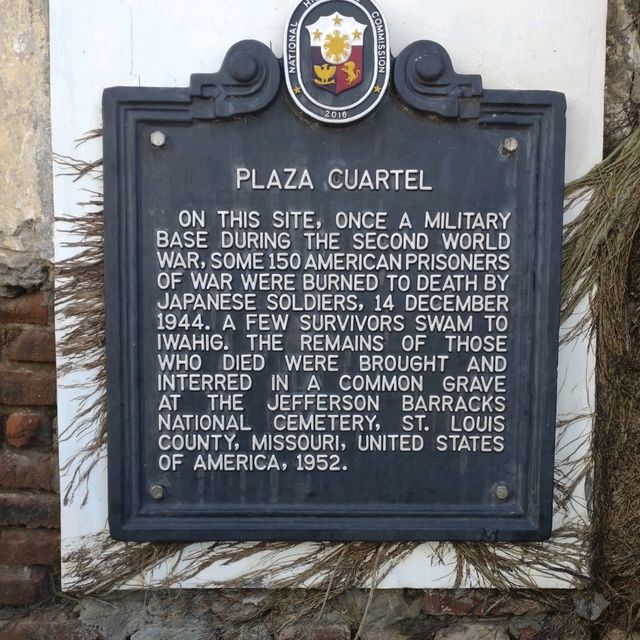 NATIONAL
COMMISSION
2016
PLAZA CUARTEL
ON THIS SITE, ONCE A MILITARY
BASE DURING THE SECOND WORLD
WAR, SOME 150 AMERICAN PRISONERS
OF WAR WERE BURNED TO DEATH BY
JAPANESE SOLDIERS, 14 DECEMBER
1944. A FEW SURVIVORS SWAM TO
IWAHIG. THE REMAINS OF THOSE
WHO DIED WERE BROUGHT AND
INTERRED IN A COMMON GRAVE
AT THE JEFFERSON BARRACKS
NATIONAL CEMETERY, ST. LOUIS
COUNTY, MISSOURI, UNITED STATES
OF AMERICA, 1952.